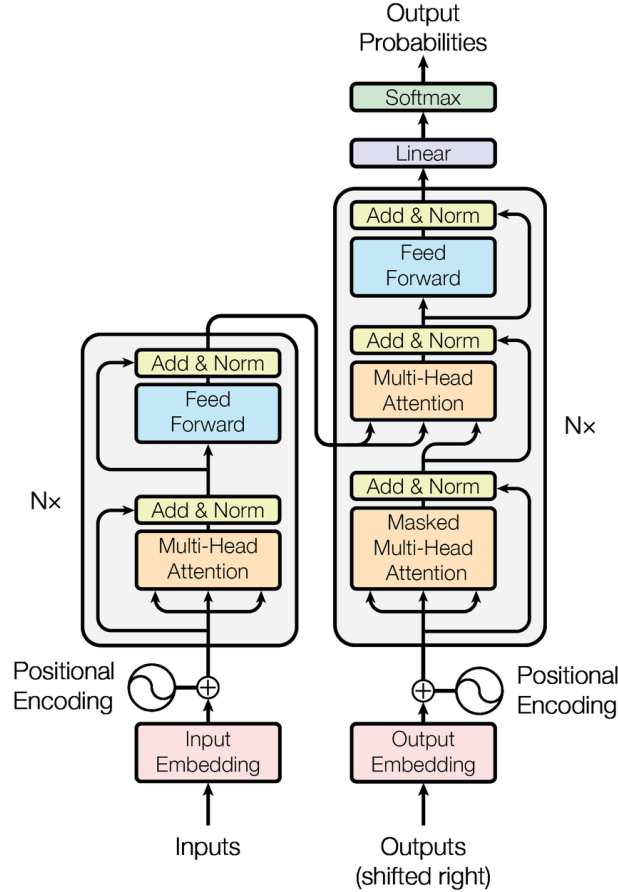 Output
Probabilities
Softmax
Linear
Add & Norm
Feed
Forward
Add & Norm
Multi-Head
Attention
Add & Norm
Masked
Multi-Head
Attention
N×
Add & Norm
Feed
Forward
Add & Norm
Multi-Head
Attention
N×
Positional
Encoding
Positional
Encoding
Input
Embedding
Output
Embedding
Inputs
Outputs
(shifted right)